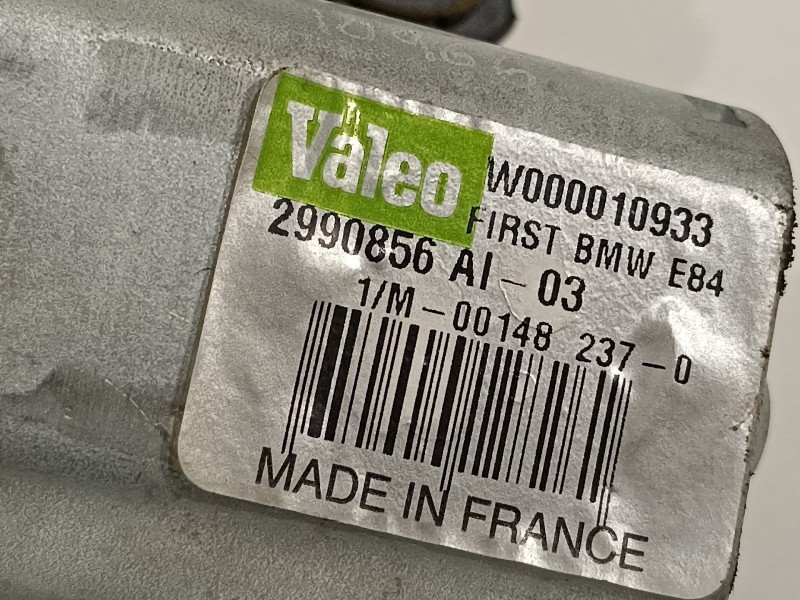 Valeo
W000010933
FIRST BMW E84
2990856 AI-03
1/M-00148 237-0
MADE IN FRANCE